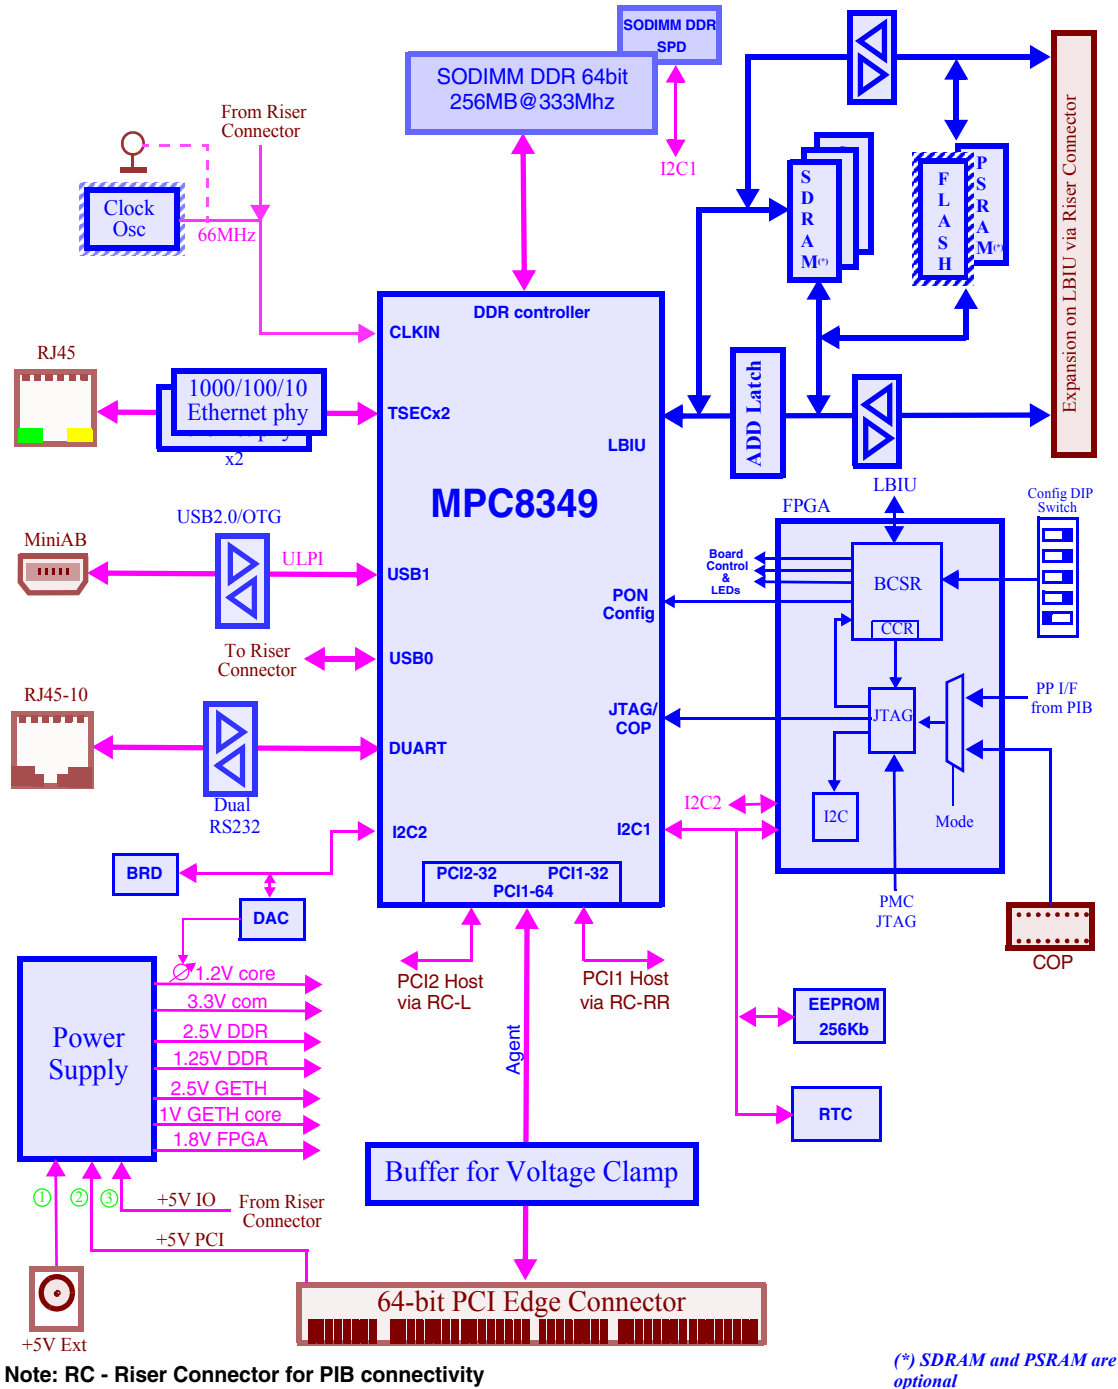 SODIMM DDR
SPD
SODIMM DDR 64bit
256MB@333Mhz
From Riser
Connector
I2C1
Clock
Osc
66MHz
SDRAM(*)
FLASH
PSRAM(*)
Expansion on LBIU via Riser Connector
DDR controller
CLKIN
RJ45
1000/100/10
Ethernet phy
x2
TSECx2
ADD Latch
LBIU
MPC8349
LBIU
FPGA
Config DIP
Switch
USB2.0/OTG
MiniAB
ULPI
USB1
Board
Control
&
LEDs
BCSR
PON
Config
CCR
To Riser
Connector
USB0
RJ45-10
JTAG/
COP
JTAG
PP I/F
from PIB
DUART
Dual
RS232
I2C2
I2C
Mode
I2C2
I2C1
BRD
PCI2-32
PCI1-32
PCI1-64
DAC
PMC
JTAG
COP
PCI2 Host
via RC-L
PCI1 Host
via RC-RR
Power
Supply
1.2V core
3.3V com
2.5V DDR
1.25V DDR
2.5V GETH
1V GETH core
1.8V FPGA
Agent
EEPROM
256Kb
RTC
Buffer for Voltage Clamp
1
2
3
+5V IO
From Riser
Connector
+5V PCI
64-bit PCI Edge Connector
+5V Ext
Note: RC - Riser Connector for PIB connectivity
(*) SDRAM and PSRAM are
optional